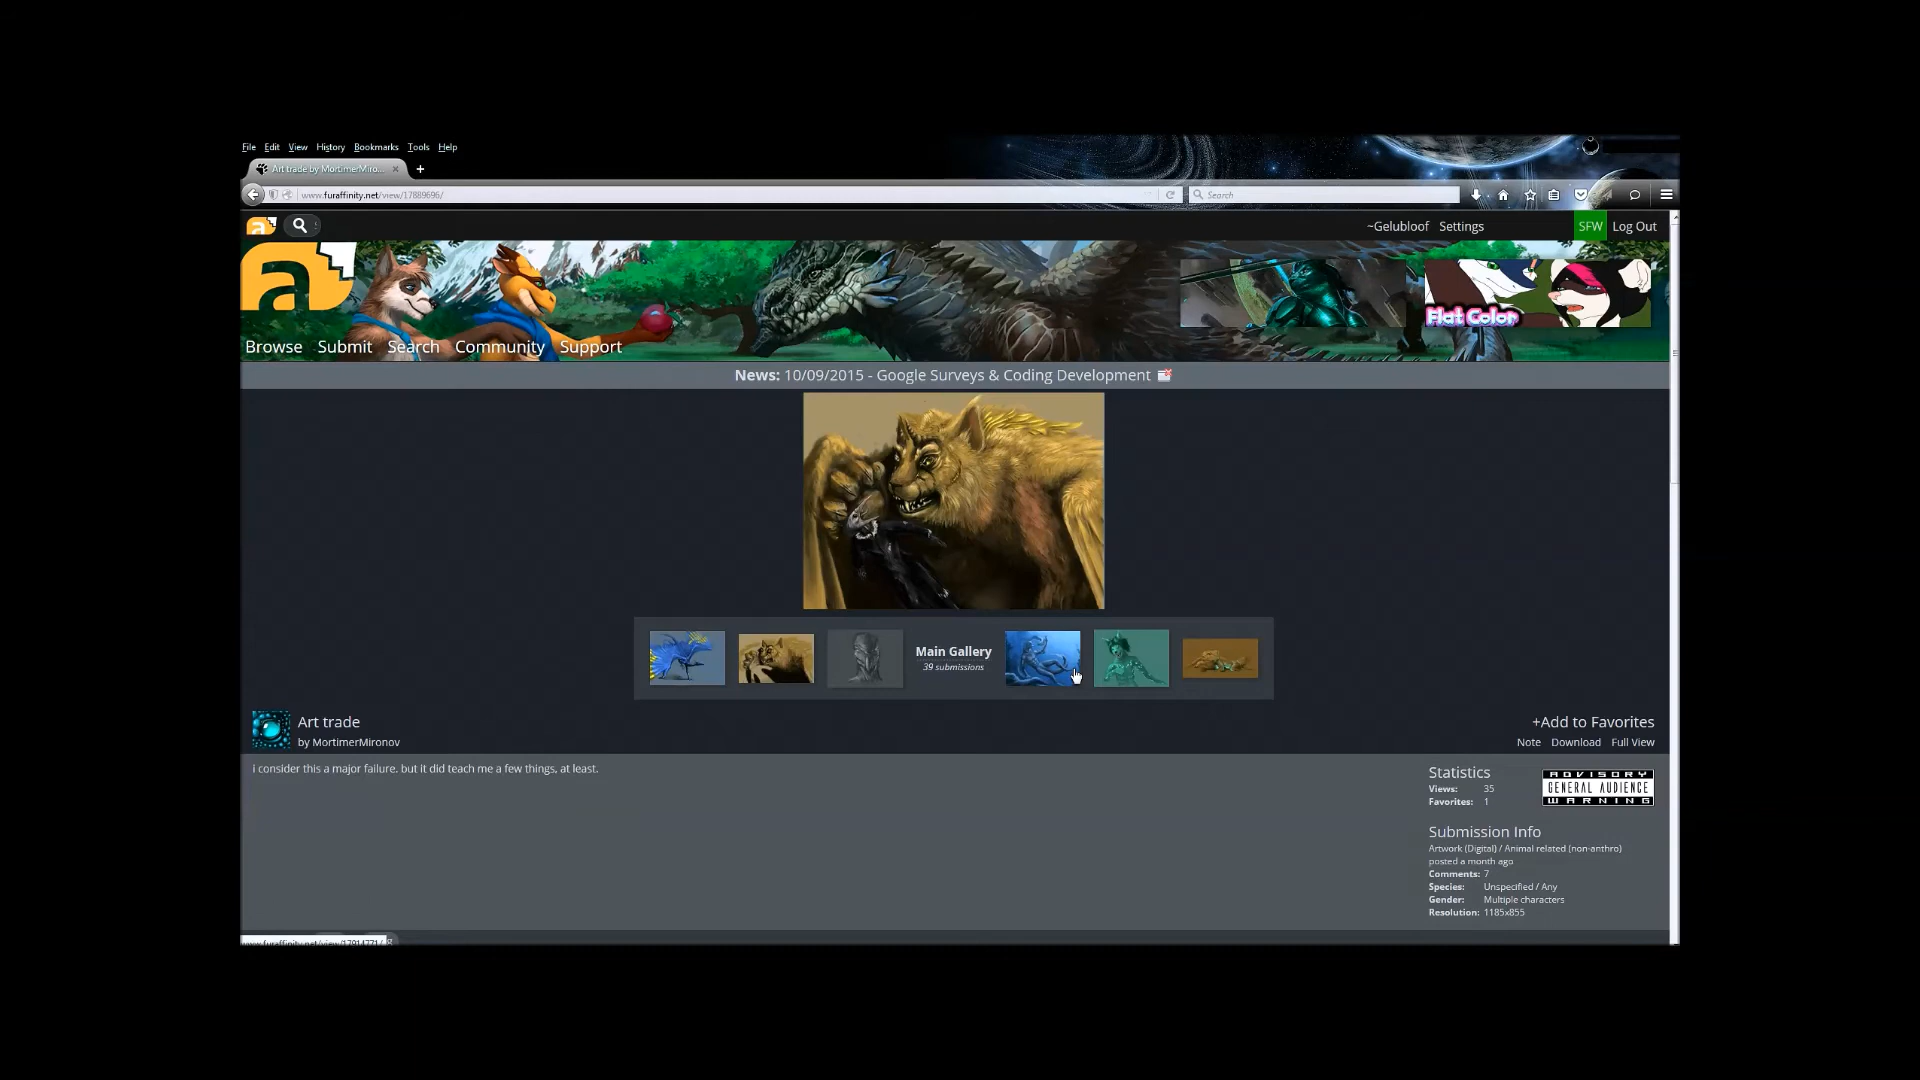 File Edit View History Bookmarks Tools Help
Art trade by MortimerMiro...
www.furaffinity.net/view/17889696/
Search
~Gelubloof Settings SFW Log Out
Flat Color
Browse Submit Search Community Support
News: 10/09/2015 - Google Surveys & Coding Development
Main Gallery
39 submissions
Art trade
by MortimerMironov
+Add to Favorites
Note Download Full View
i consider this a major failure. but it did teach me a few things, at least.
Statistics
Views: 35
Favorites: 1
ADVISORY
GENERAL AUDIENCE
WARNING
Submission Info
Artwork (Digital) / Animal related (non-anthro)
posted a month ago
Comments: 7
Species: Unspecified / Any
Gender: Multiple characters
Resolution: 1185x855
www.furaffinity.net/view/17914771/